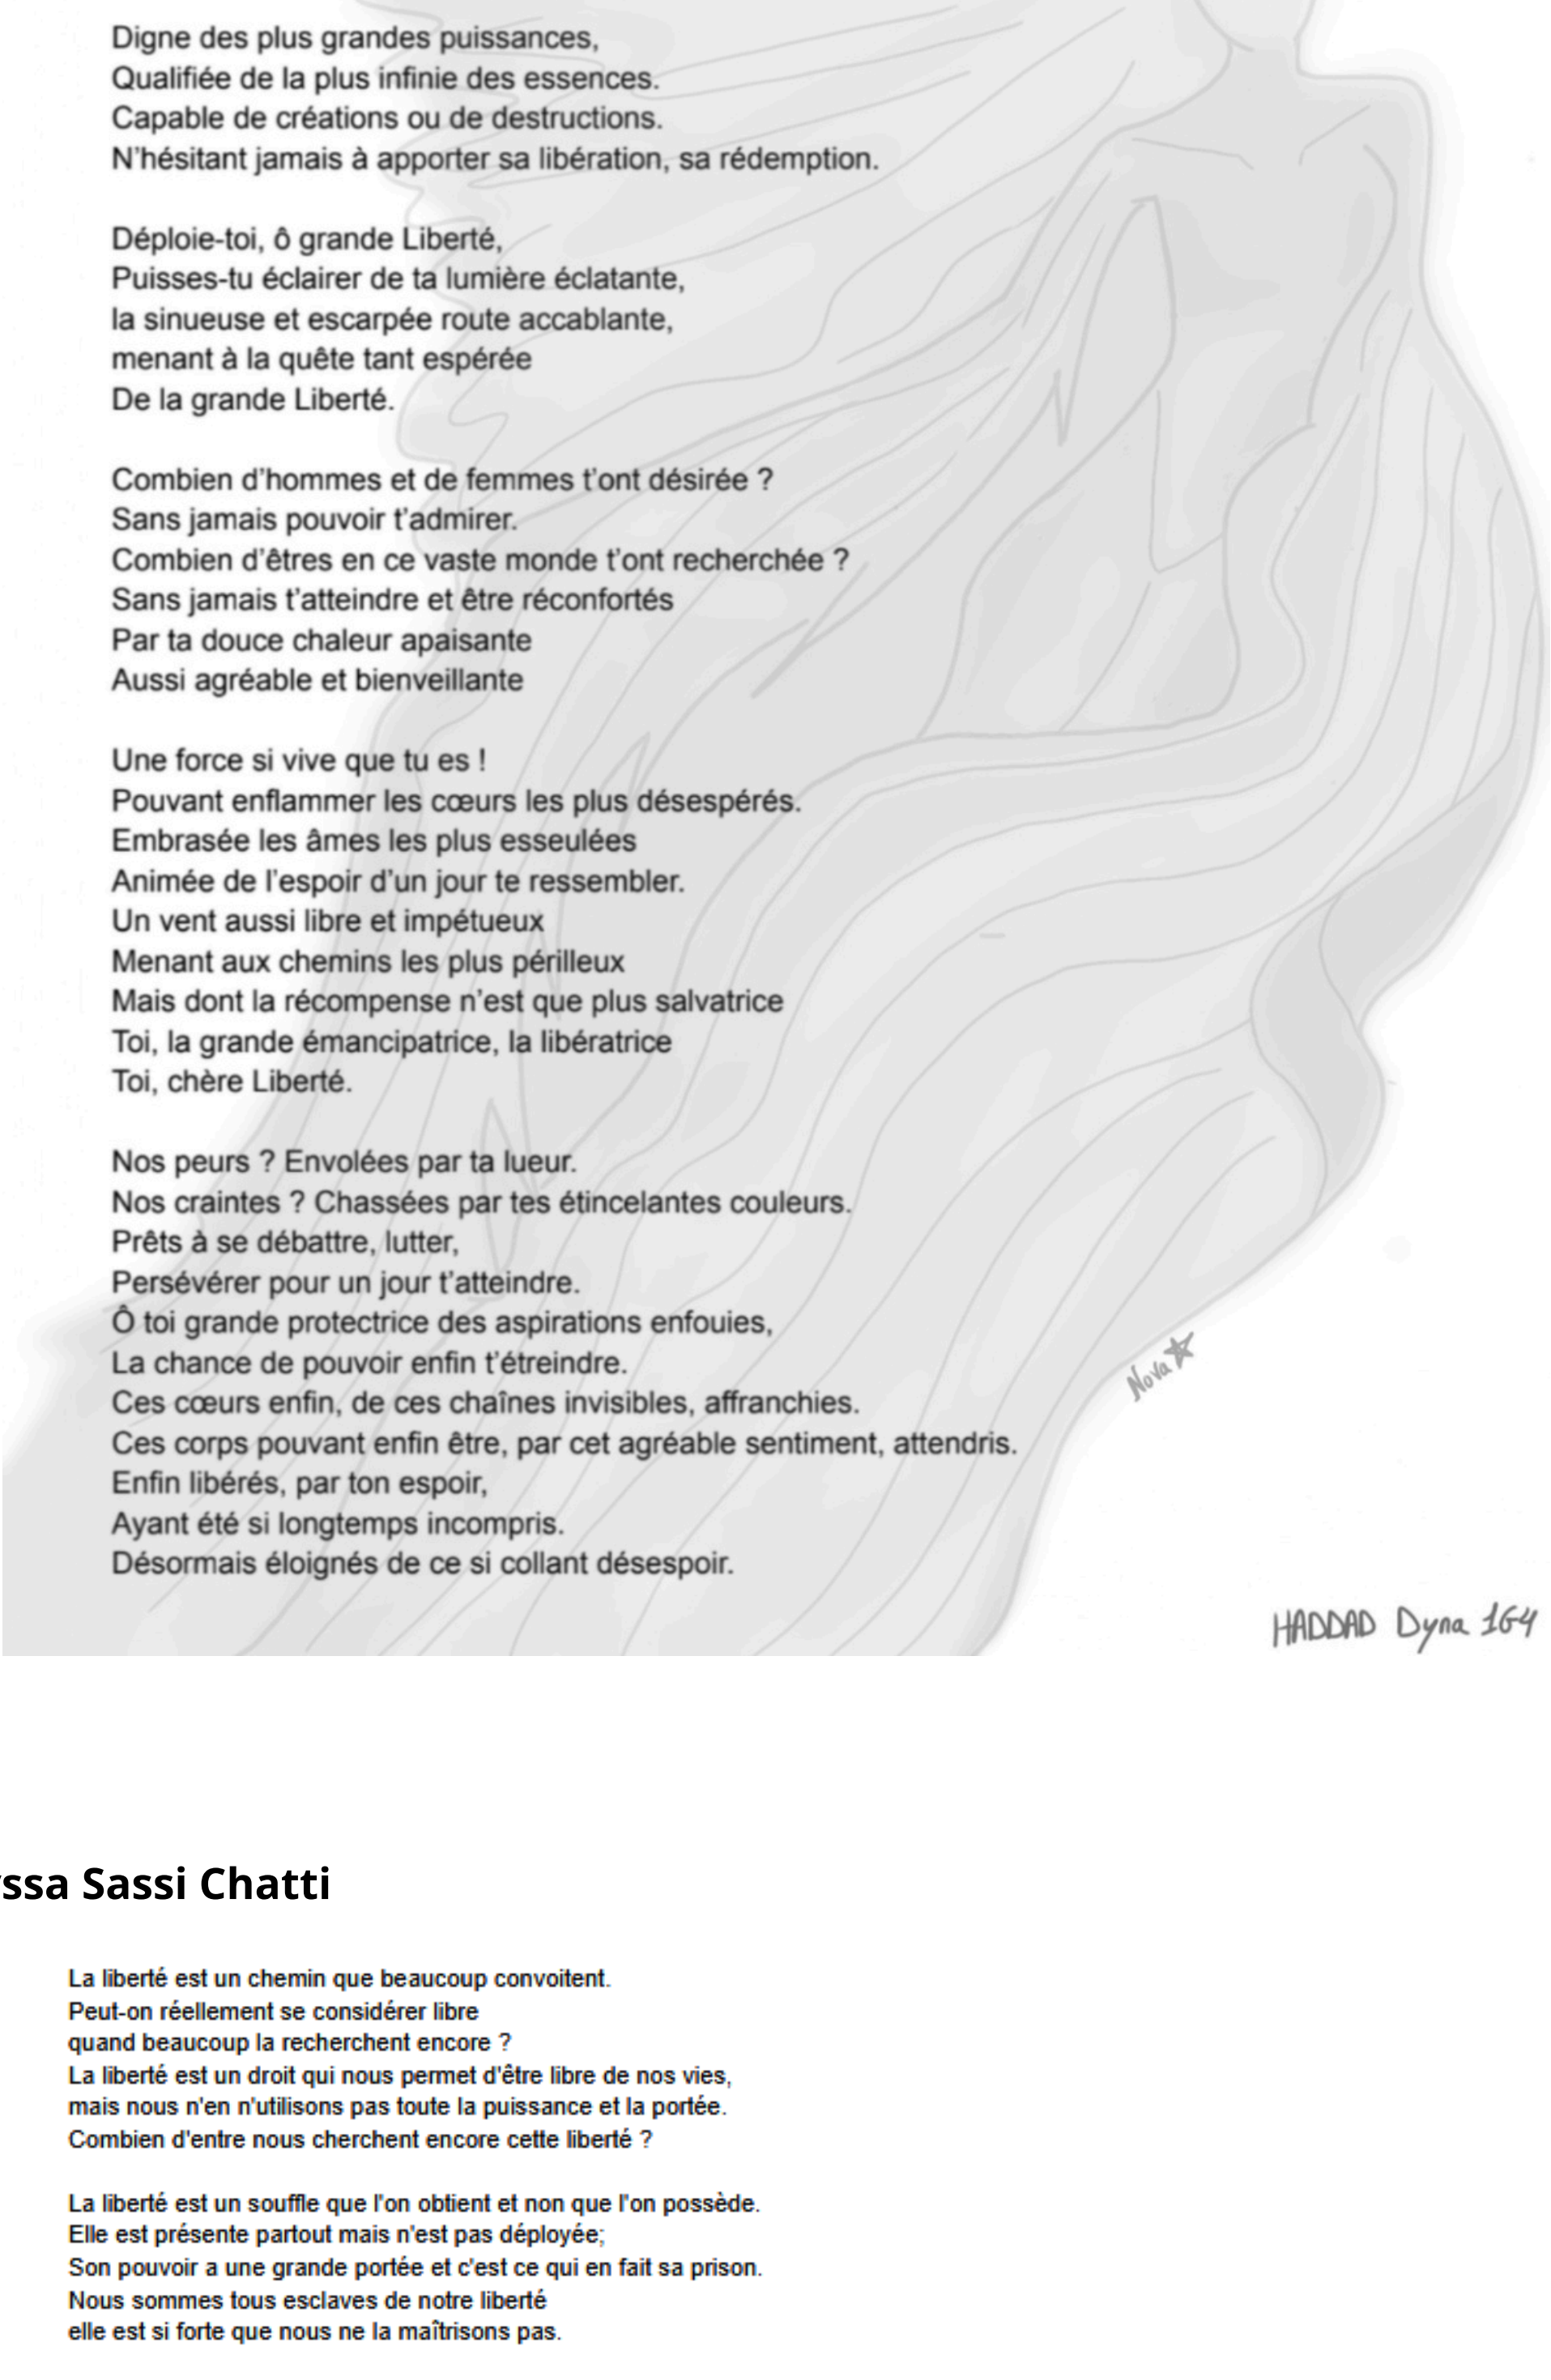 Digne des plus grandes puissances,
Qualifiée de la plus infinie des essences.
Capable de créations ou de destructions.
N’hésitant jamais à apporter sa libération, sa rédemption.
Déploie-toi, ô grande Liberté,
Puisses-tu éclairer de ta lumière éclatante,
la sinueuse et escarpée route accablante,
menant à la quête tant espérée
De la grande Liberté.
Combien d’hommes et de femmes t’ont désirée ?
Sans jamais pouvoir t’admirer.
Combien d’êtres en ce vaste monde t’ont recherchée ?
Sans jamais t’atteindre et être réconfortés
Par ta douce chaleur apaisante
Aussi agréable et bienveillante
Une force si vive que tu es !
Pouvant enflammer les cœurs les plus désespérés.
Embrasée les âmes les plus esseulées
Animée de l’espoir d’un jour te ressembler.
Un vent aussi libre et impétueux
Menant aux chemins les plus périlleux
Mais dont la récompense n’est que plus salvatrice
Toi, la grande émancipatrice, la libératrice
Toi, chère Liberté.
Nos peurs ? Envolées par ta lueur.
Nos craintes ? Chassées par tes étincelantes couleurs.
Prêts à se débattre, lutter,
Persévérer pour un jour t’atteindre.
Ô toi grande protectrice des aspirations enfouies,
La chance de pouvoir enfin t’étreindre.
Ces cœurs enfin, de ces chaînes invisibles, affranchies.
Ces corps pouvant enfin être, par cet agréable sentiment, attendris.
Enfin libérés, par ton espoir,
Ayant été si longtemps incompris.
Désormais éloignés de ce si collant désespoir.
Nova
HADDAD Dyna 1G4
ssa Sassi Chatti
La liberté est un chemin que beaucoup convoitent.
Peut-on réellement se considérer libre
quand beaucoup la recherchent encore ?
La liberté est un droit qui nous permet d'être libre de nos vies,
mais nous n'en n'utilisons pas toute la puissance et la portée.
Combien d'entre nous cherchent encore cette liberté ?
La liberté est un souffle que l'on obtient et non que l'on possède.
Elle est présente partout mais n'est pas déployée;
Son pouvoir a une grande portée et c'est ce qui en fait sa prison.
Nous sommes tous esclaves de notre liberté
elle est si forte que nous ne la maîtrisons pas.